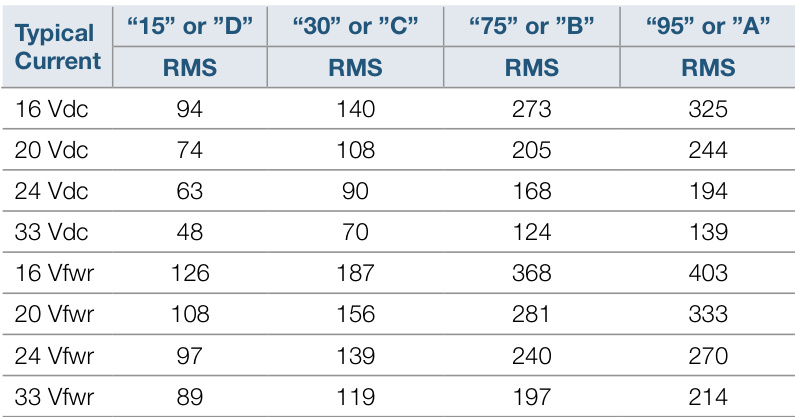 Typical Current “15” or ”D” “30” or ”C” “75” or ”B” “95” or ”A”
RMS RMS RMS RMS
16 Vdc 94 140 273 325
20 Vdc 74 108 205 244
24 Vdc 63 90 168 194
33 Vdc 48 70 124 139
16 Vfwr 126 187 368 403
20 Vfwr 108 156 281 333
24 Vfwr 97 139 240 270
33 Vfwr 89 119 197 214